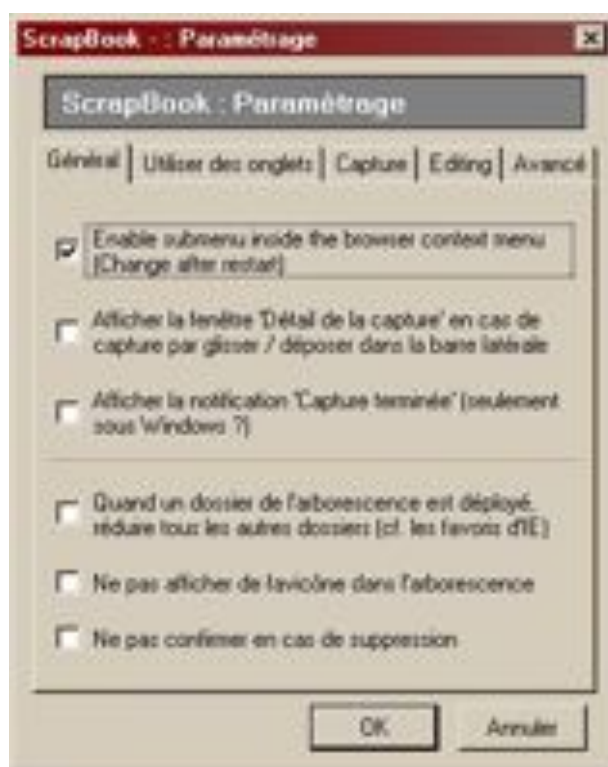 ScrapBook - : Paramétrage
ScrapBook : Paramétrage
Général
Utiliser des onglets
Capture
Editing
Avancé
Enable submenu inside the browser context menu
(Change after restart)
Afficher la fenêtre 'Détail de la capture' en cas de
capture par glisser / déposer dans la barre latérale
Afficher la notification 'Capture terminée' (seulement
sous Windows ?)
Quand un dossier de l'arborescence est déployé,
réduire tous les autres dossiers (cf. les favoris d'IE)
Ne pas afficher de favicône dans l'arborescence
Ne pas confirmer en cas de suppression
OK
Annuler